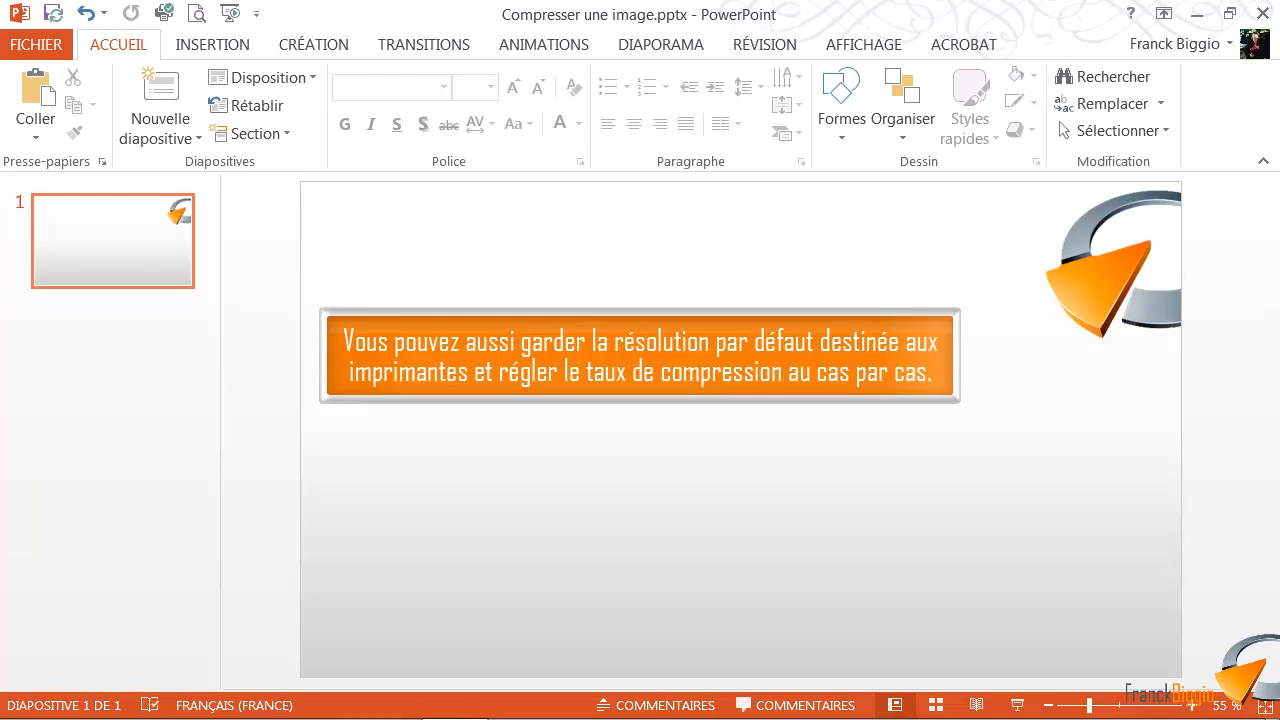 Compresser une image.pptx - PowerPoint
?
FICHIER ACCUEIL INSERTION CRÉATION TRANSITIONS ANIMATIONS DIAPORAMA RÉVISION AFFICHAGE ACROBAT Franck Biggio
Coller
Presse-papiers
Nouvelle
diapositive
Disposition
Rétablir
Section
Diapositives
G I S S abc AV Aa A
Police
Paragraphe
Formes
Organiser
Styles
rapides
Dessin
Rechercher
Remplacer
Sélectionner
Modification
1
Vous pouvez aussi garder la résolution par défaut destinée aux
imprimantes et régler le taux de compression au cas par cas.
FranckBiggio
DIAPOSITIVE 1 DE 1 FRANÇAIS (FRANCE) COMMENTAIRES COMMENTAIRES 55 %